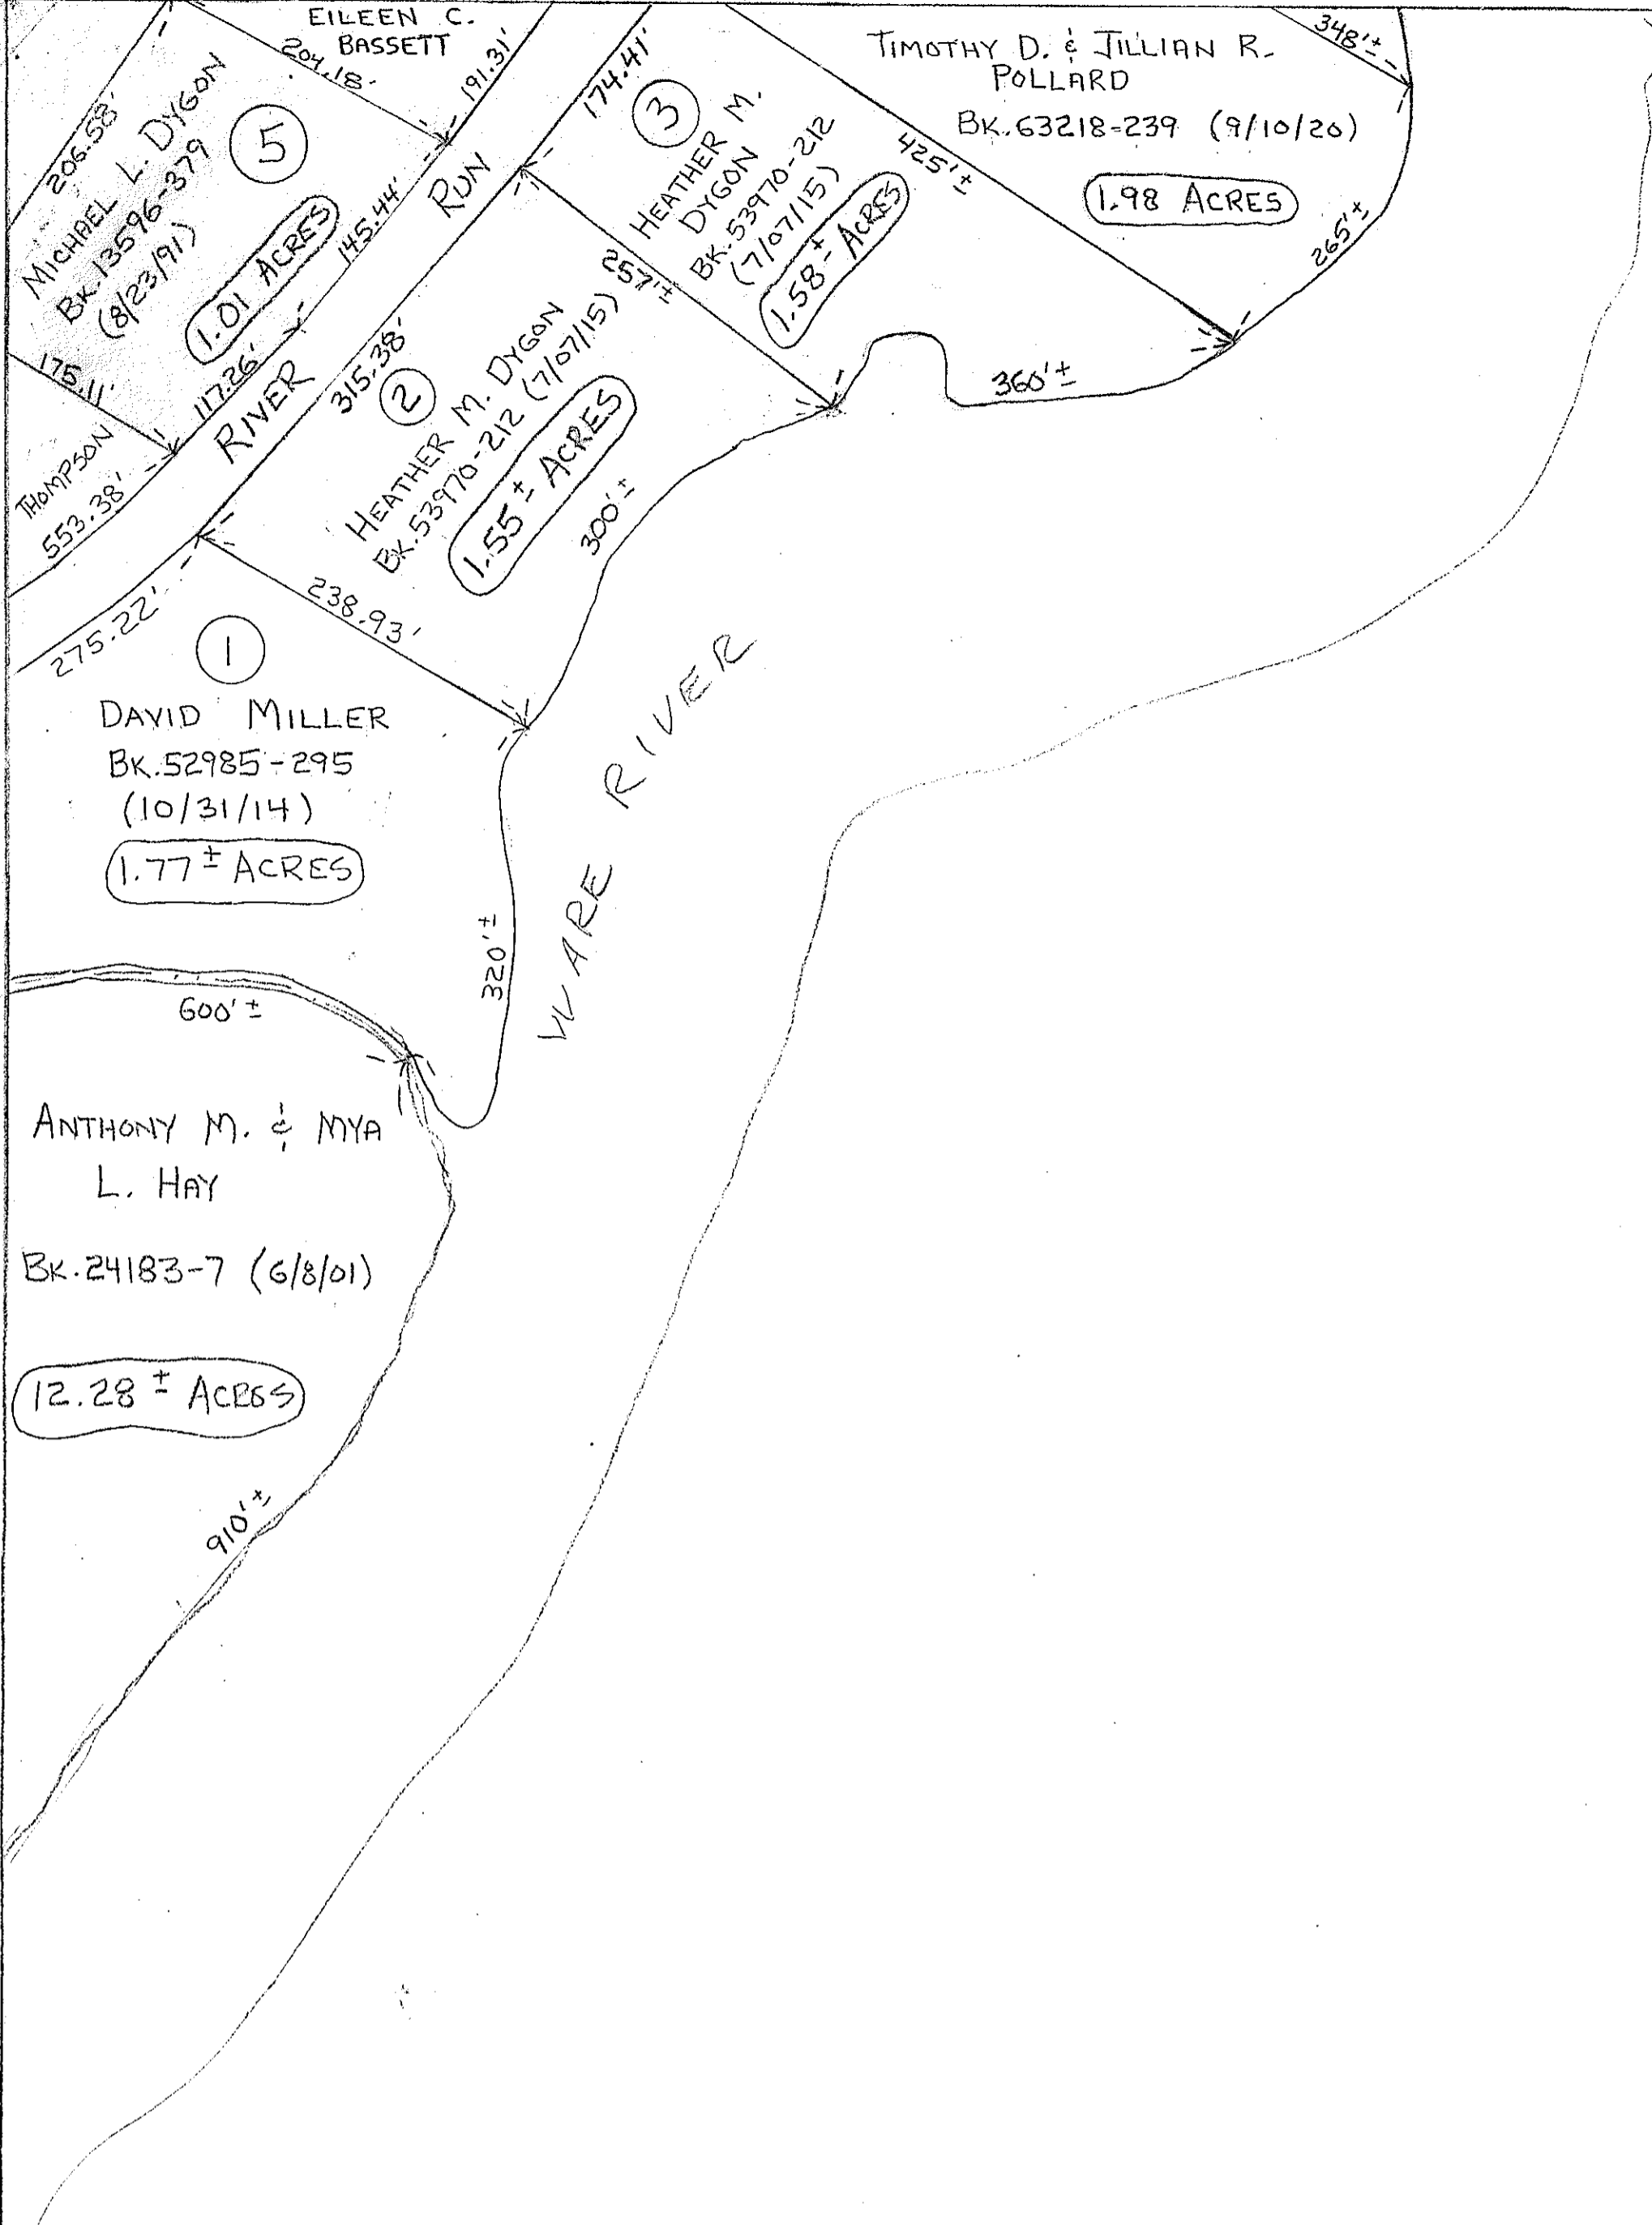 EILEEN C.
BASSETT
204.18'
191.31'
206.58'
MICHAEL L. DYGON
BK. 13596-379
(8/23/91)
5
1.01 ACRES
145.44'
117.26'
175.11'
THOMPSON
553.38'
RIVER RUN
174.41'
3
HEATHER M.
DYGON
BK. 53970-212
(7/07/15)
1.58± ACRES
257'±
425'±
TIMOTHY D. & JILLIAN R.
POLLARD
BK. 63218-239 (9/10/20)
1.98 ACRES
348'±
265'±
360'±
315.38'
2
HEATHER M. DYGON
BK. 53970-212 (7/07/15)
1.55± ACRES
300'±
238.93'
275.22'
1
DAVID MILLER
BK. 52985-295
(10/31/14)
1.77± ACRES
320'±
WARE RIVER
600'±
ANTHONY M. & MYA
L. HAY
BK. 24183-7 (6/8/01)
12.28± ACRES
910'±